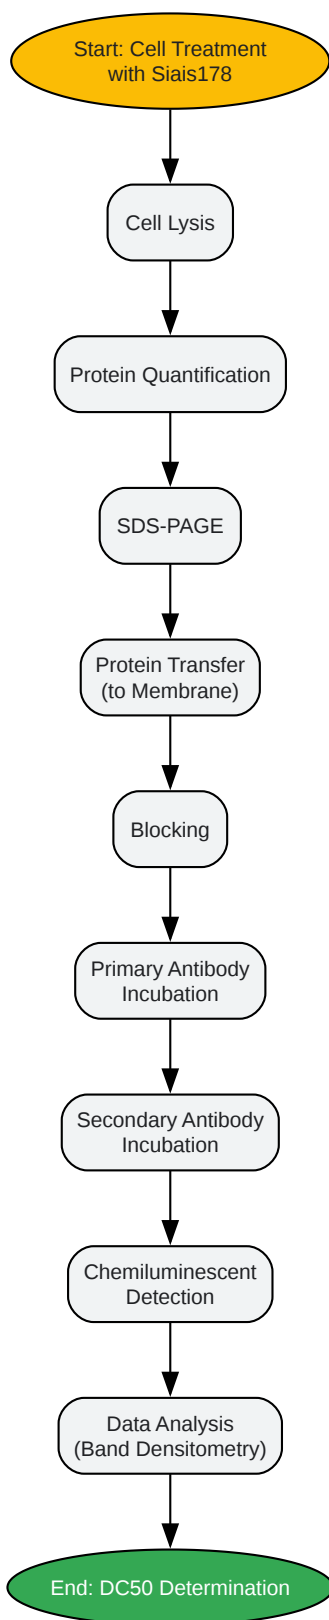 Start: Cell Treatment
with Siais178
Cell Lysis
Protein Quantification
SDS-PAGE
Protein Transfer
(to Membrane)
Blocking
Primary Antibody
Incubation
Secondary Antibody
Incubation
Chemiluminescent
Detection
Data Analysis
(Band Densitometry)
End: DC50 Determination